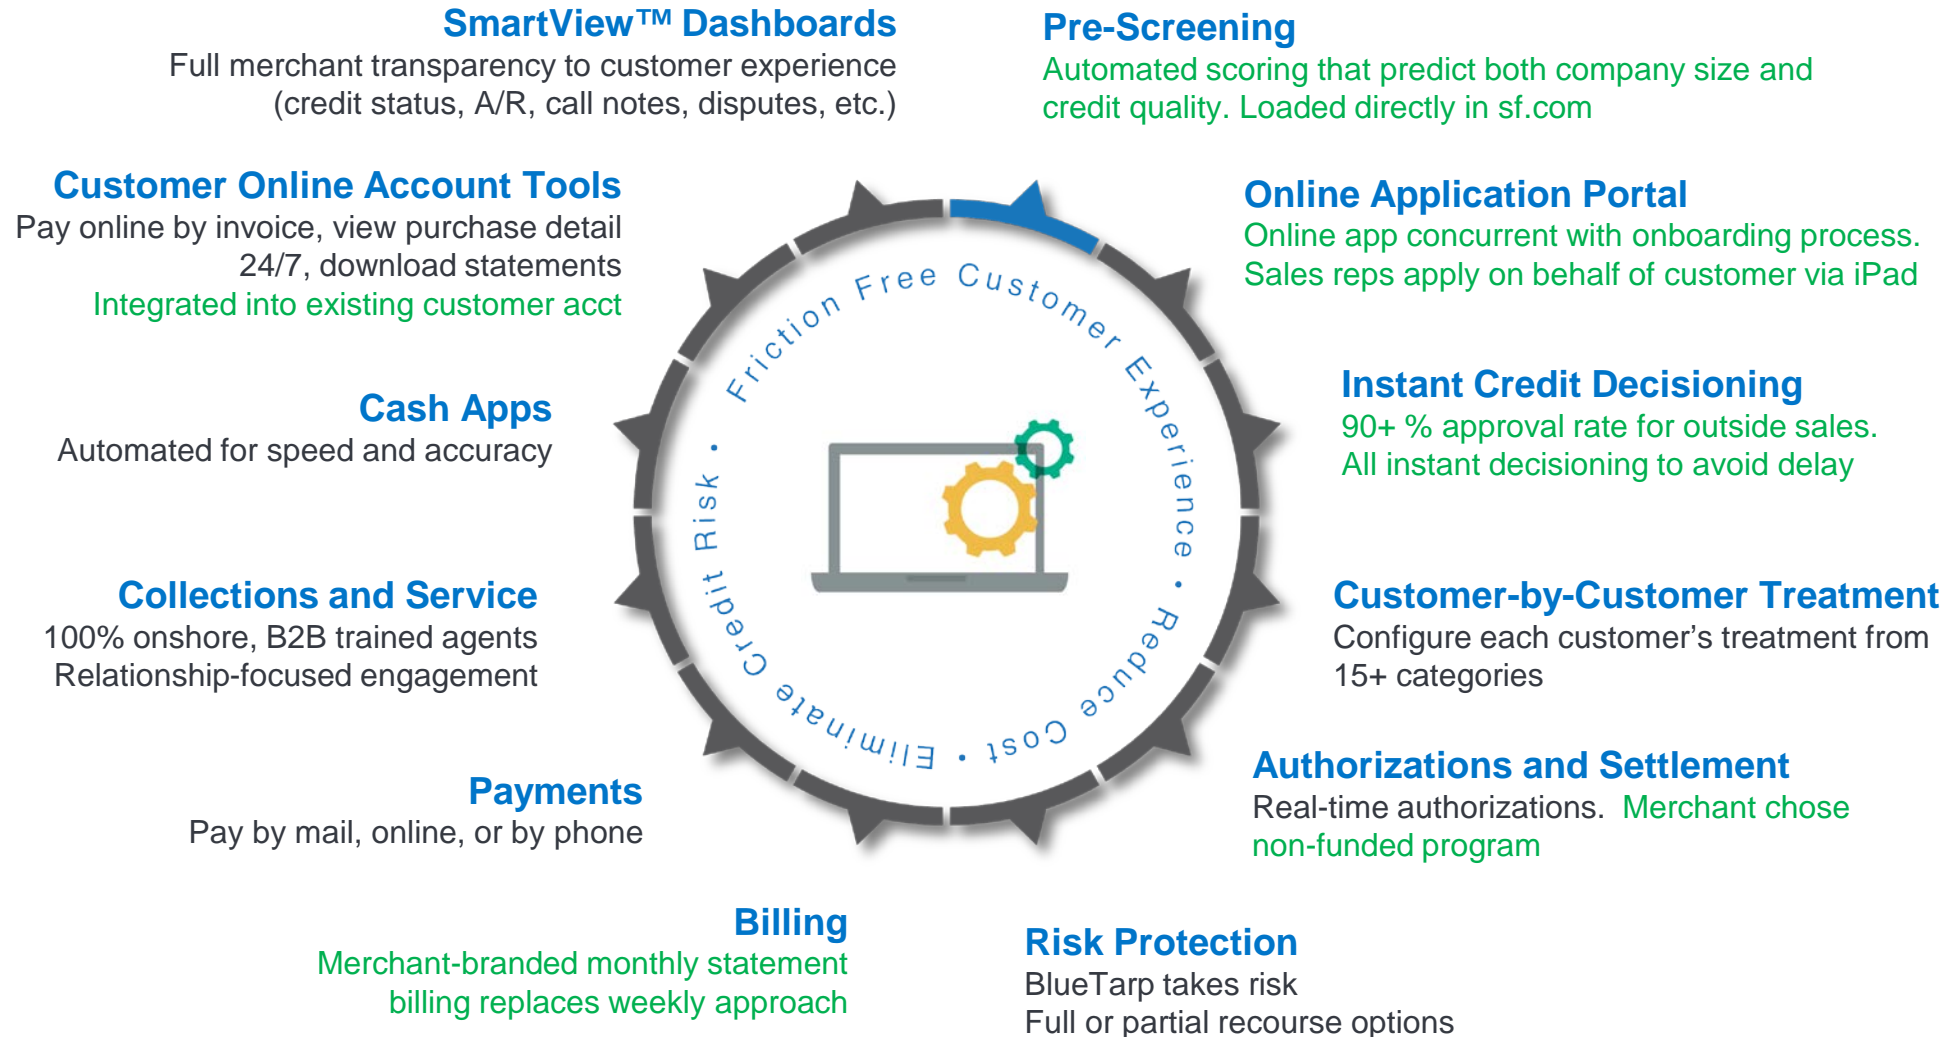 SmartView™ Dashboards
Full merchant transparency to customer experience
(credit status, A/R, call notes, disputes, etc.)
Pre-Screening
Automated scoring that predict both company size and
credit quality. Loaded directly in sf.com
Customer Online Account Tools
Pay online by invoice, view purchase detail
24/7, download statements
Integrated into existing customer acct
Online Application Portal
Online app concurrent with onboarding process.
Sales reps apply on behalf of customer via iPad
Cash Apps
Automated for speed and accuracy
Instant Credit Decisioning
90+ % approval rate for outside sales.
All instant decisioning to avoid delay
Friction Free Customer Experience • Reduce Cost • Eliminate Credit Risk •
Collections and Service
100% onshore, B2B trained agents
Relationship-focused engagement
Customer-by-Customer Treatment
Configure each customer’s treatment from
15+ categories
Payments
Pay by mail, online, or by phone
Authorizations and Settlement
Real-time authorizations.  Merchant chose
non-funded program
Billing
Merchant-branded monthly statement
billing replaces weekly approach
Risk Protection
BlueTarp takes risk
Full or partial recourse options